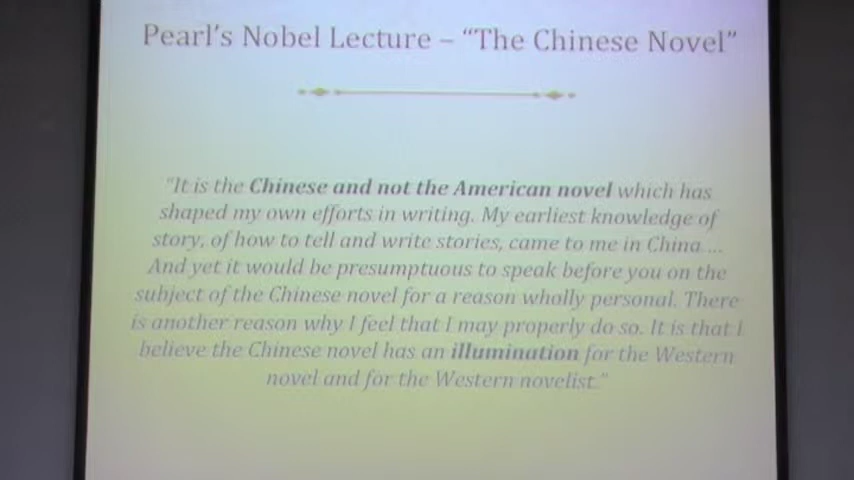 Pearl's Nobel Lecture – "The Chinese Novel"
"It is the Chinese and not the American novel which has
shaped my own efforts in writing. My earliest knowledge of
story, of how to tell and write stories, came to me in China ...
And yet it would be presumptuous to speak before you on the
subject of the Chinese novel for a reason wholly personal. There
is another reason why I feel that I may properly do so. It is that I
believe the Chinese novel has an illumination for the Western
novel and for the Western novelist."